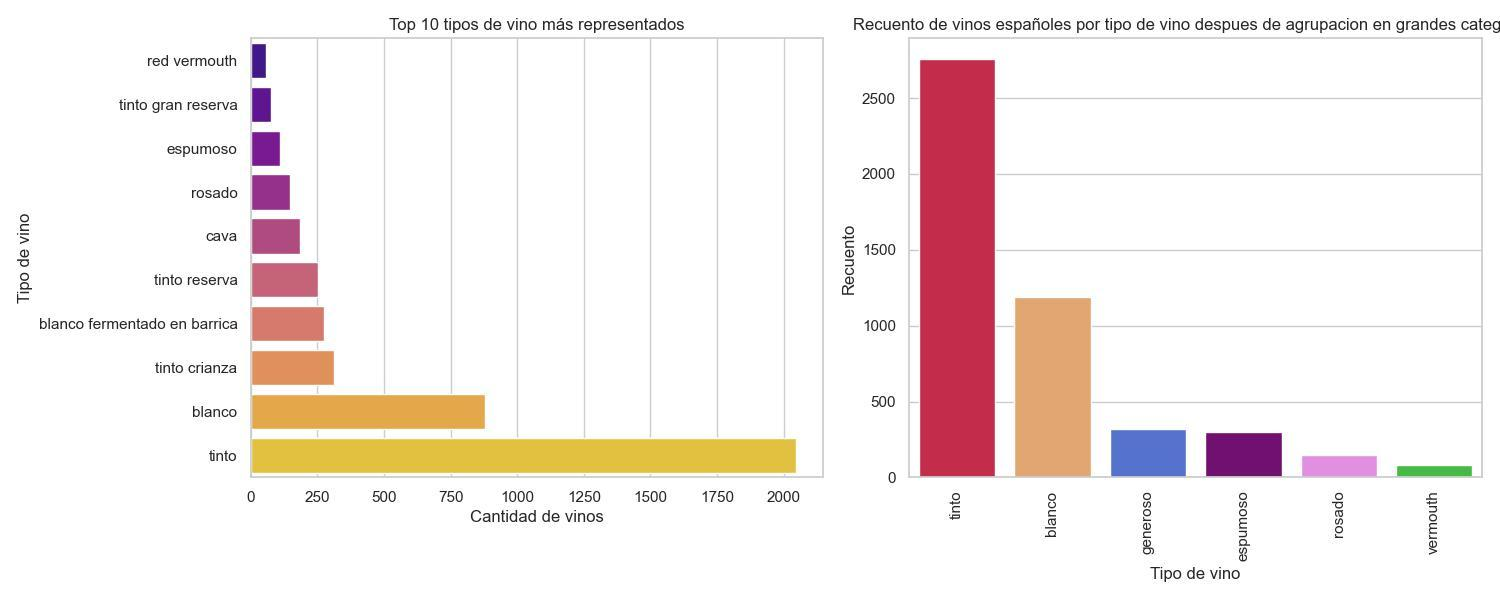 Top 10 tipos de vino más representados
Tipo de vino
red vermouth
tinto gran reserva
espumoso
rosado
cava
tinto reserva
blanco fermentado en barrica
tinto crianza
blanco
tinto
0 250 500 750 1000 1250 1500 1750 2000
Cantidad de vinos
Recuento de vinos españoles por tipo de vino despues de agrupacion en grandes categ
Recuento
2500
2000
1500
1000
500
0
tinto
blanco
generoso
espumoso
rosado
vermouth
Tipo de vino